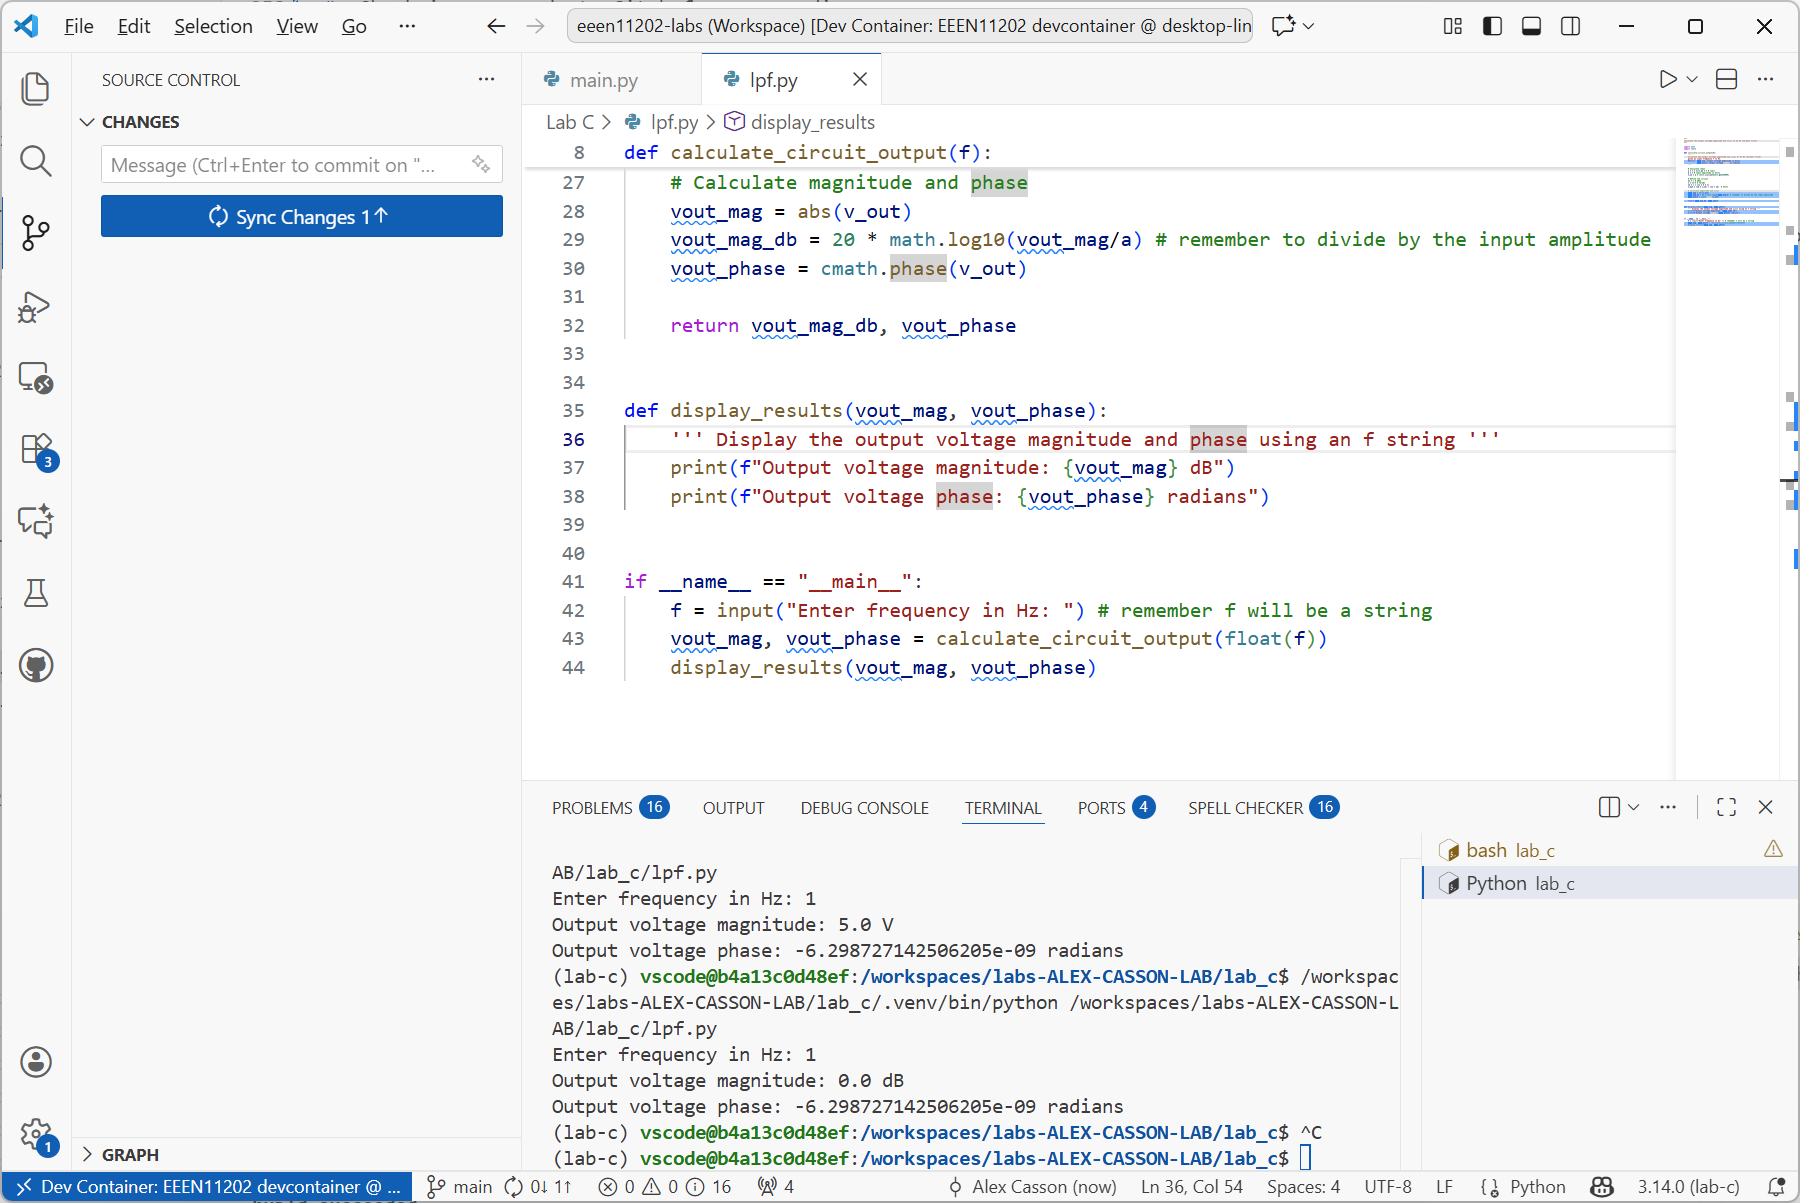 File Edit Selection View Go ···
eeen11202-labs (Workspace) [Dev Container: EEEN11202 devcontainer @ desktop-lin
SOURCE CONTROL
CHANGES
Message (Ctrl+Enter to commit on "...
Sync Changes 1↑
3
1
GRAPH
main.py
lpf.py
Lab C > lpf.py > display_results
8 def calculate_circuit_output(f):
27 # Calculate magnitude and phase
28 vout_mag = abs(v_out)
29 vout_mag_db = 20 * math.log10(vout_mag/a) # remember to divide by the input amplitude
30 vout_phase = cmath.phase(v_out)
31
32 return vout_mag_db, vout_phase
33
34
35 def display_results(vout_mag, vout_phase):
36 ''' Display the output voltage magnitude and phase using an f string '''
37 print(f"Output voltage magnitude: {vout_mag} dB")
38 print(f"Output voltage phase: {vout_phase} radians")
39
40
41 if __name__ == "__main__":
42 f = input("Enter frequency in Hz: ") # remember f will be a string
43 vout_mag, vout_phase = calculate_circuit_output(float(f))
44 display_results(vout_mag, vout_phase)
PROBLEMS 16 OUTPUT DEBUG CONSOLE TERMINAL PORTS 4 SPELL CHECKER 16
AB/lab_c/lpf.py
Enter frequency in Hz: 1
Output voltage magnitude: 5.0 V
Output voltage phase: -6.298727142506205e-09 radians
(lab-c) vscode@b4a13c0d48ef:/workspaces/labs-ALEX-CASSON-LAB/lab_c$ /workspac
es/labs-ALEX-CASSON-LAB/lab_c/.venv/bin/python /workspaces/labs-ALEX-CASSON-L
AB/lab_c/lpf.py
Enter frequency in Hz: 1
Output voltage magnitude: 0.0 dB
Output voltage phase: -6.298727142506205e-09 radians
(lab-c) vscode@b4a13c0d48ef:/workspaces/labs-ALEX-CASSON-LAB/lab_c$ ^C
(lab-c) vscode@b4a13c0d48ef:/workspaces/labs-ALEX-CASSON-LAB/lab_c$
bash lab_c
Python lab_c
Dev Container: EEEN11202 devcontainer @ ... main 0↓ 1↑ 0 0 16 4 Alex Casson (now) Ln 36, Col 54 Spaces: 4 UTF-8 LF {} Python 3.14.0 (lab-c)